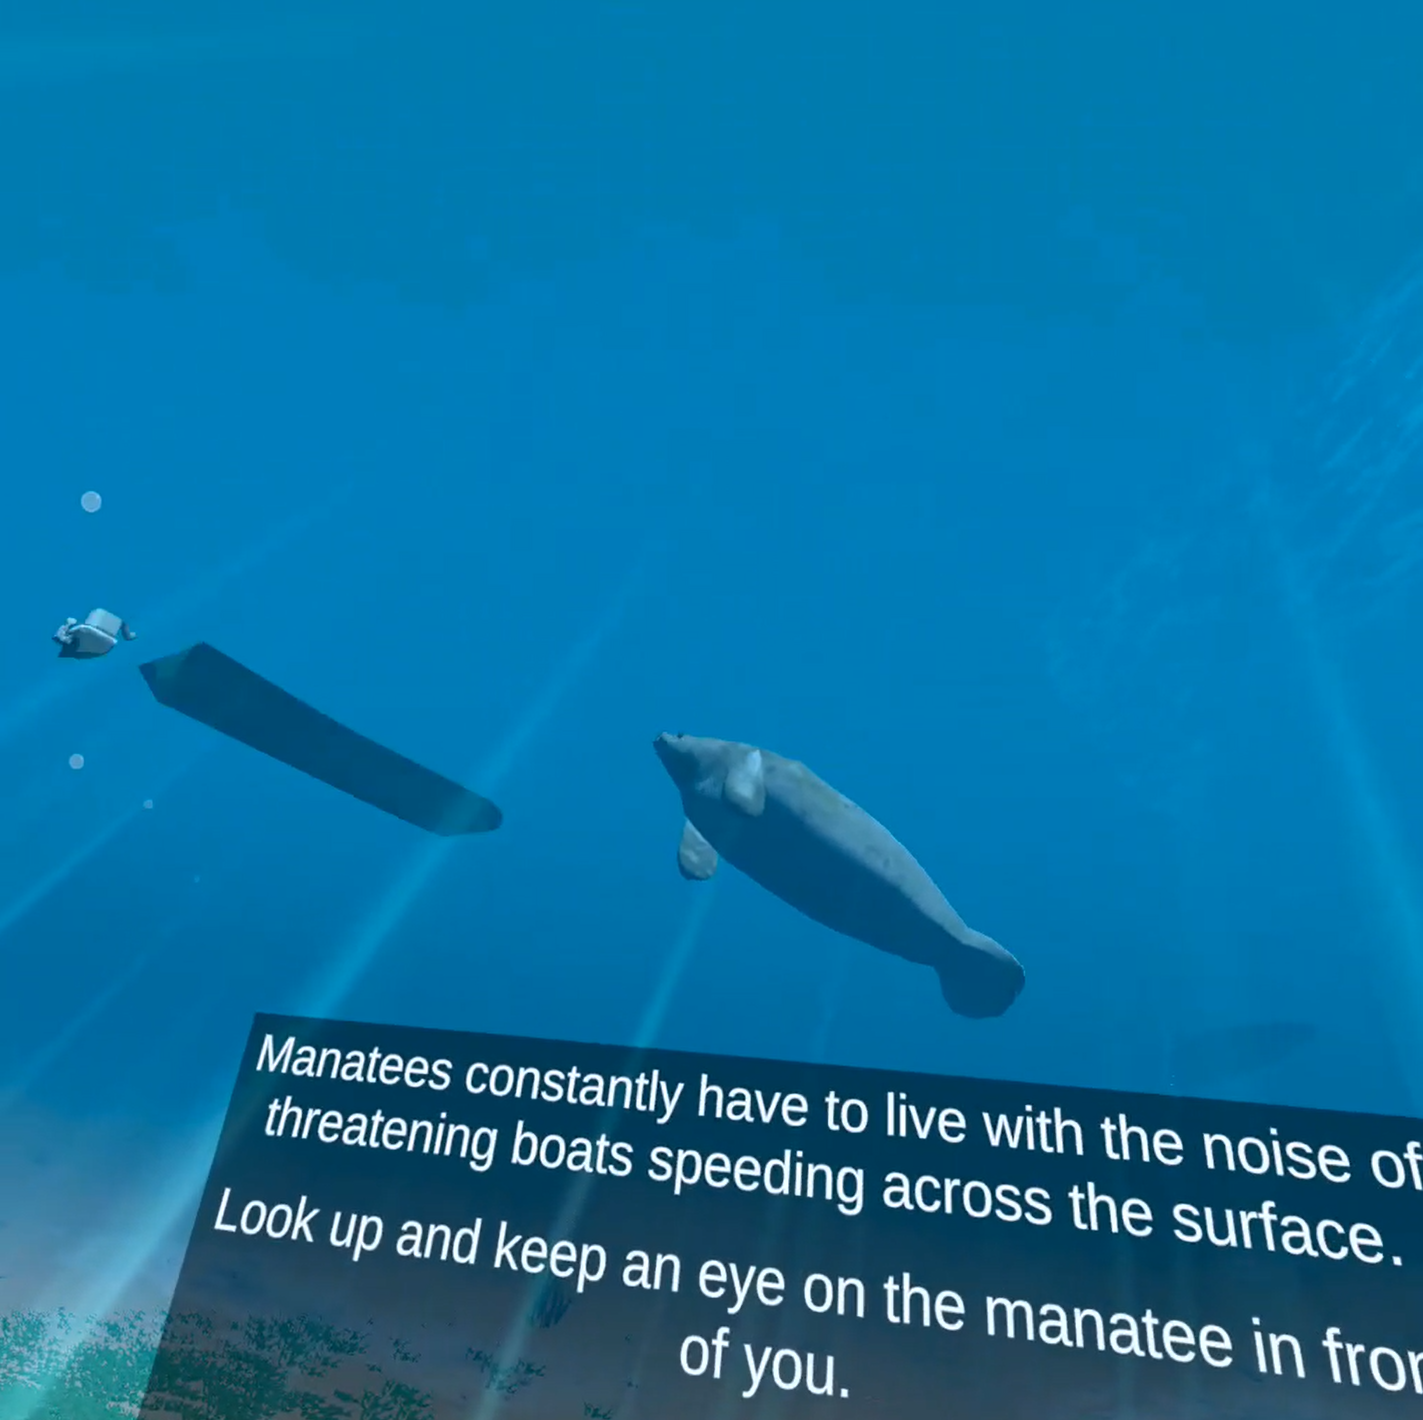 Manatees constantly have to live with the noise of
threatening boats speeding across the surface.
Look up and keep an eye on the manatee in
of you.